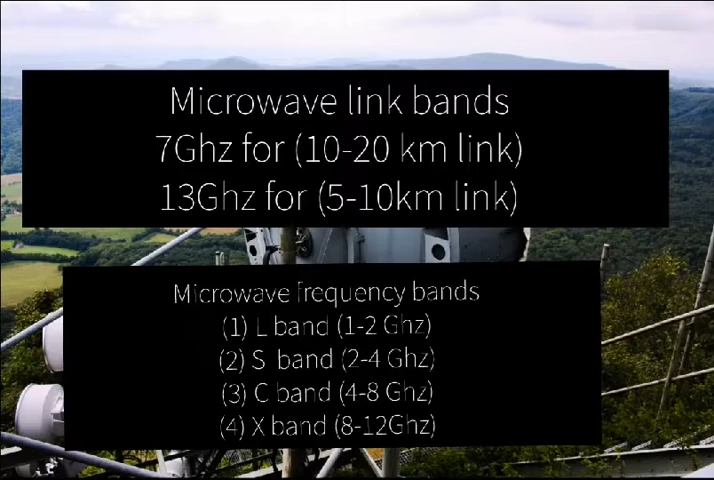 Microwave link bands
7Ghz for (10-20 km link)
13Ghz for (5-10km link)
Microwave frequency bands
(1) L band (1-2 Ghz)
(2) S band (2-4 Ghz)
(3) C band (4-8 Ghz)
(4) X band (8-12Ghz)